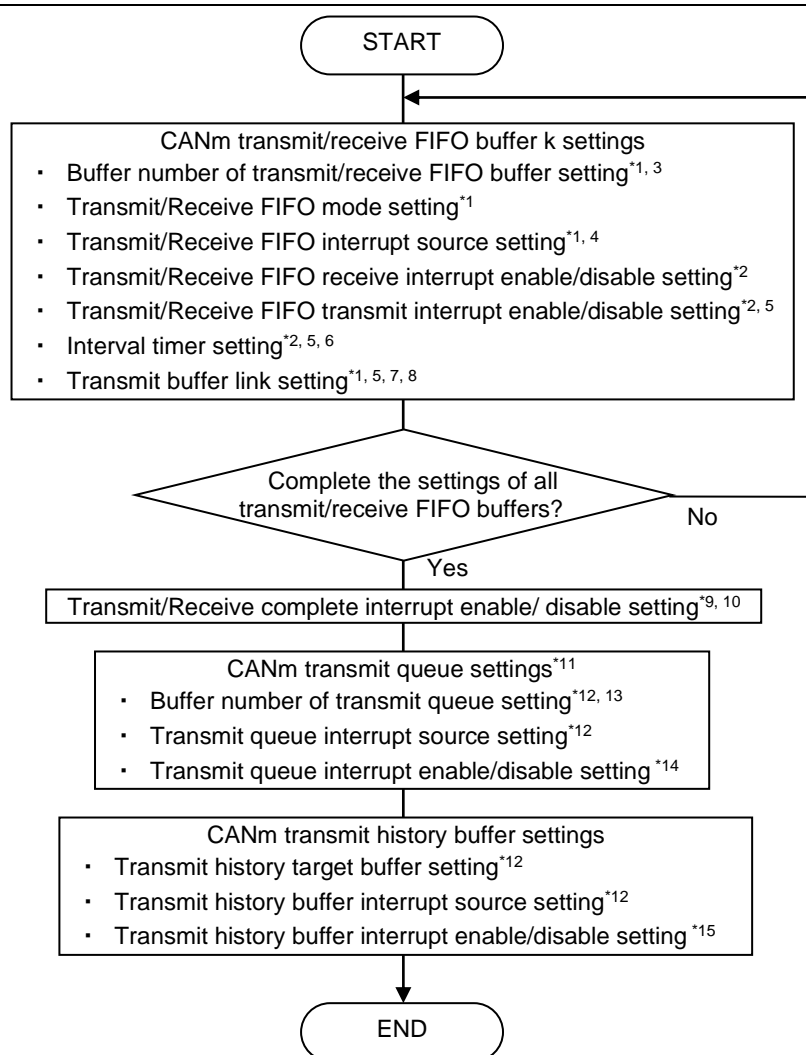 START
CANm transmit/receive FIFO buffer k settings
・ Buffer number of transmit/receive FIFO buffer setting*1, 3
・ Transmit/Receive FIFO mode setting*1
・ Transmit/Receive FIFO interrupt source setting*1, 4
・ Transmit/Receive FIFO receive interrupt enable/disable setting*2
・ Transmit/Receive FIFO transmit interrupt enable/disable setting*2, 5
・ Interval timer setting*2, 5, 6
・ Transmit buffer link setting*1, 5, 7, 8
Complete the settings of all
transmit/receive FIFO buffers?
No
Yes
Transmit/Receive complete interrupt enable/ disable setting*9, 10
CANm transmit queue settings*11
・ Buffer number of transmit queue setting*12, 13
・ Transmit queue interrupt source setting*12
・ Transmit queue interrupt enable/disable setting *14
CANm transmit history buffer settings
・ Transmit history target buffer setting*12
・ Transmit history buffer interrupt source setting*12
・ Transmit history buffer interrupt enable/disable setting *15
END